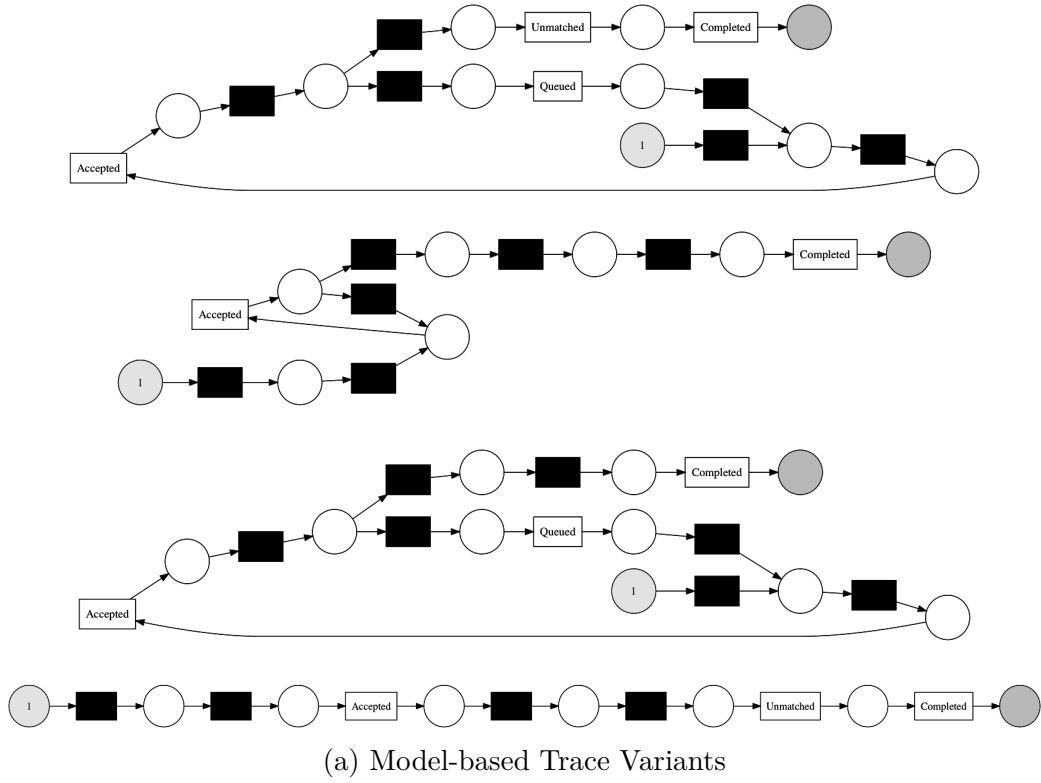 Unmatched
Completed
Queued
1
Accepted
Completed
Accepted
1
Completed
Queued
1
Accepted
1
Accepted
Unmatched
Completed
(a) Model-based Trace Variants